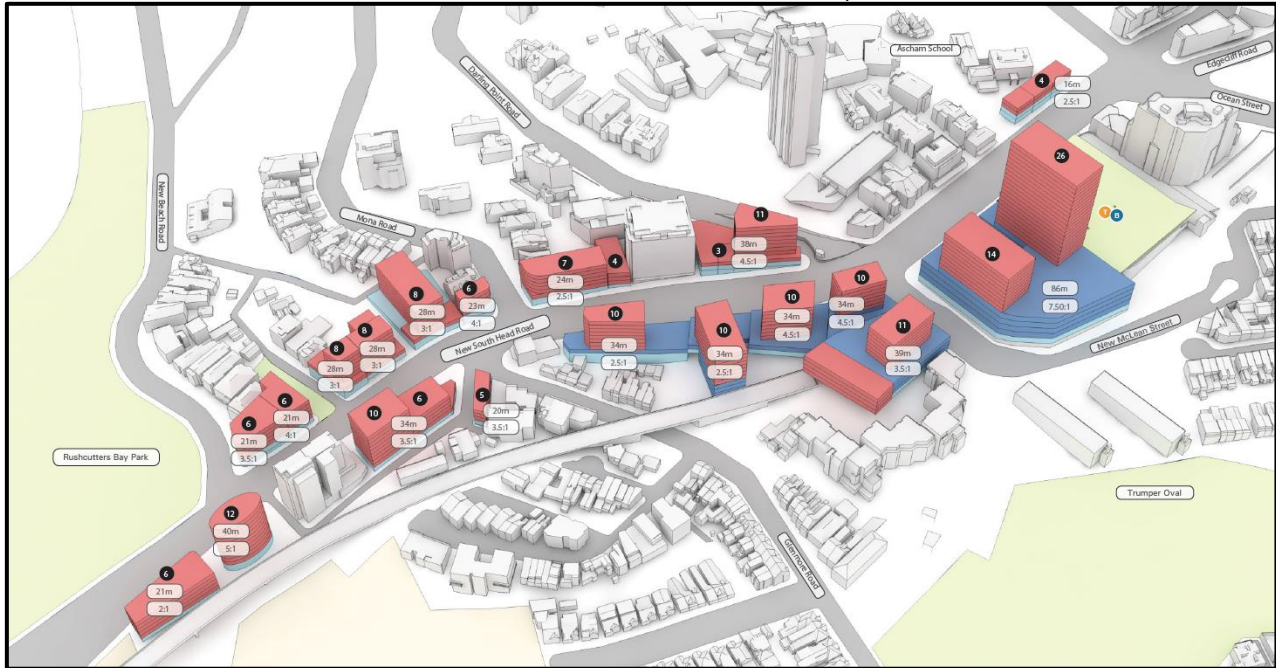 Ascham School
Edgecliff Road
Ocean Street
Darling Point Road
4
16m
2.5:1
26
T
B
New Beach Road
Mona Road
11
3
38m
4.5:1
14
86m
7.50:1
7
4
24m
2.5:1
8
28m
3:1
6
23m
4:1
10
34m
4.5:1
10
34m
4.5:1
10
34m
2.5:1
10
34m
2.5:1
11
39m
3.5:1
New McLean Street
New South Head Road
8
28m
3:1
8
28m
3:1
6
21m
4:1
6
21m
3.5:1
10
6
34m
3.5:1
5
20m
3.5:1
Rushcutters Bay Park
Trumper Oval
12
40m
5:1
Glenmore Road
6
21m
2:1